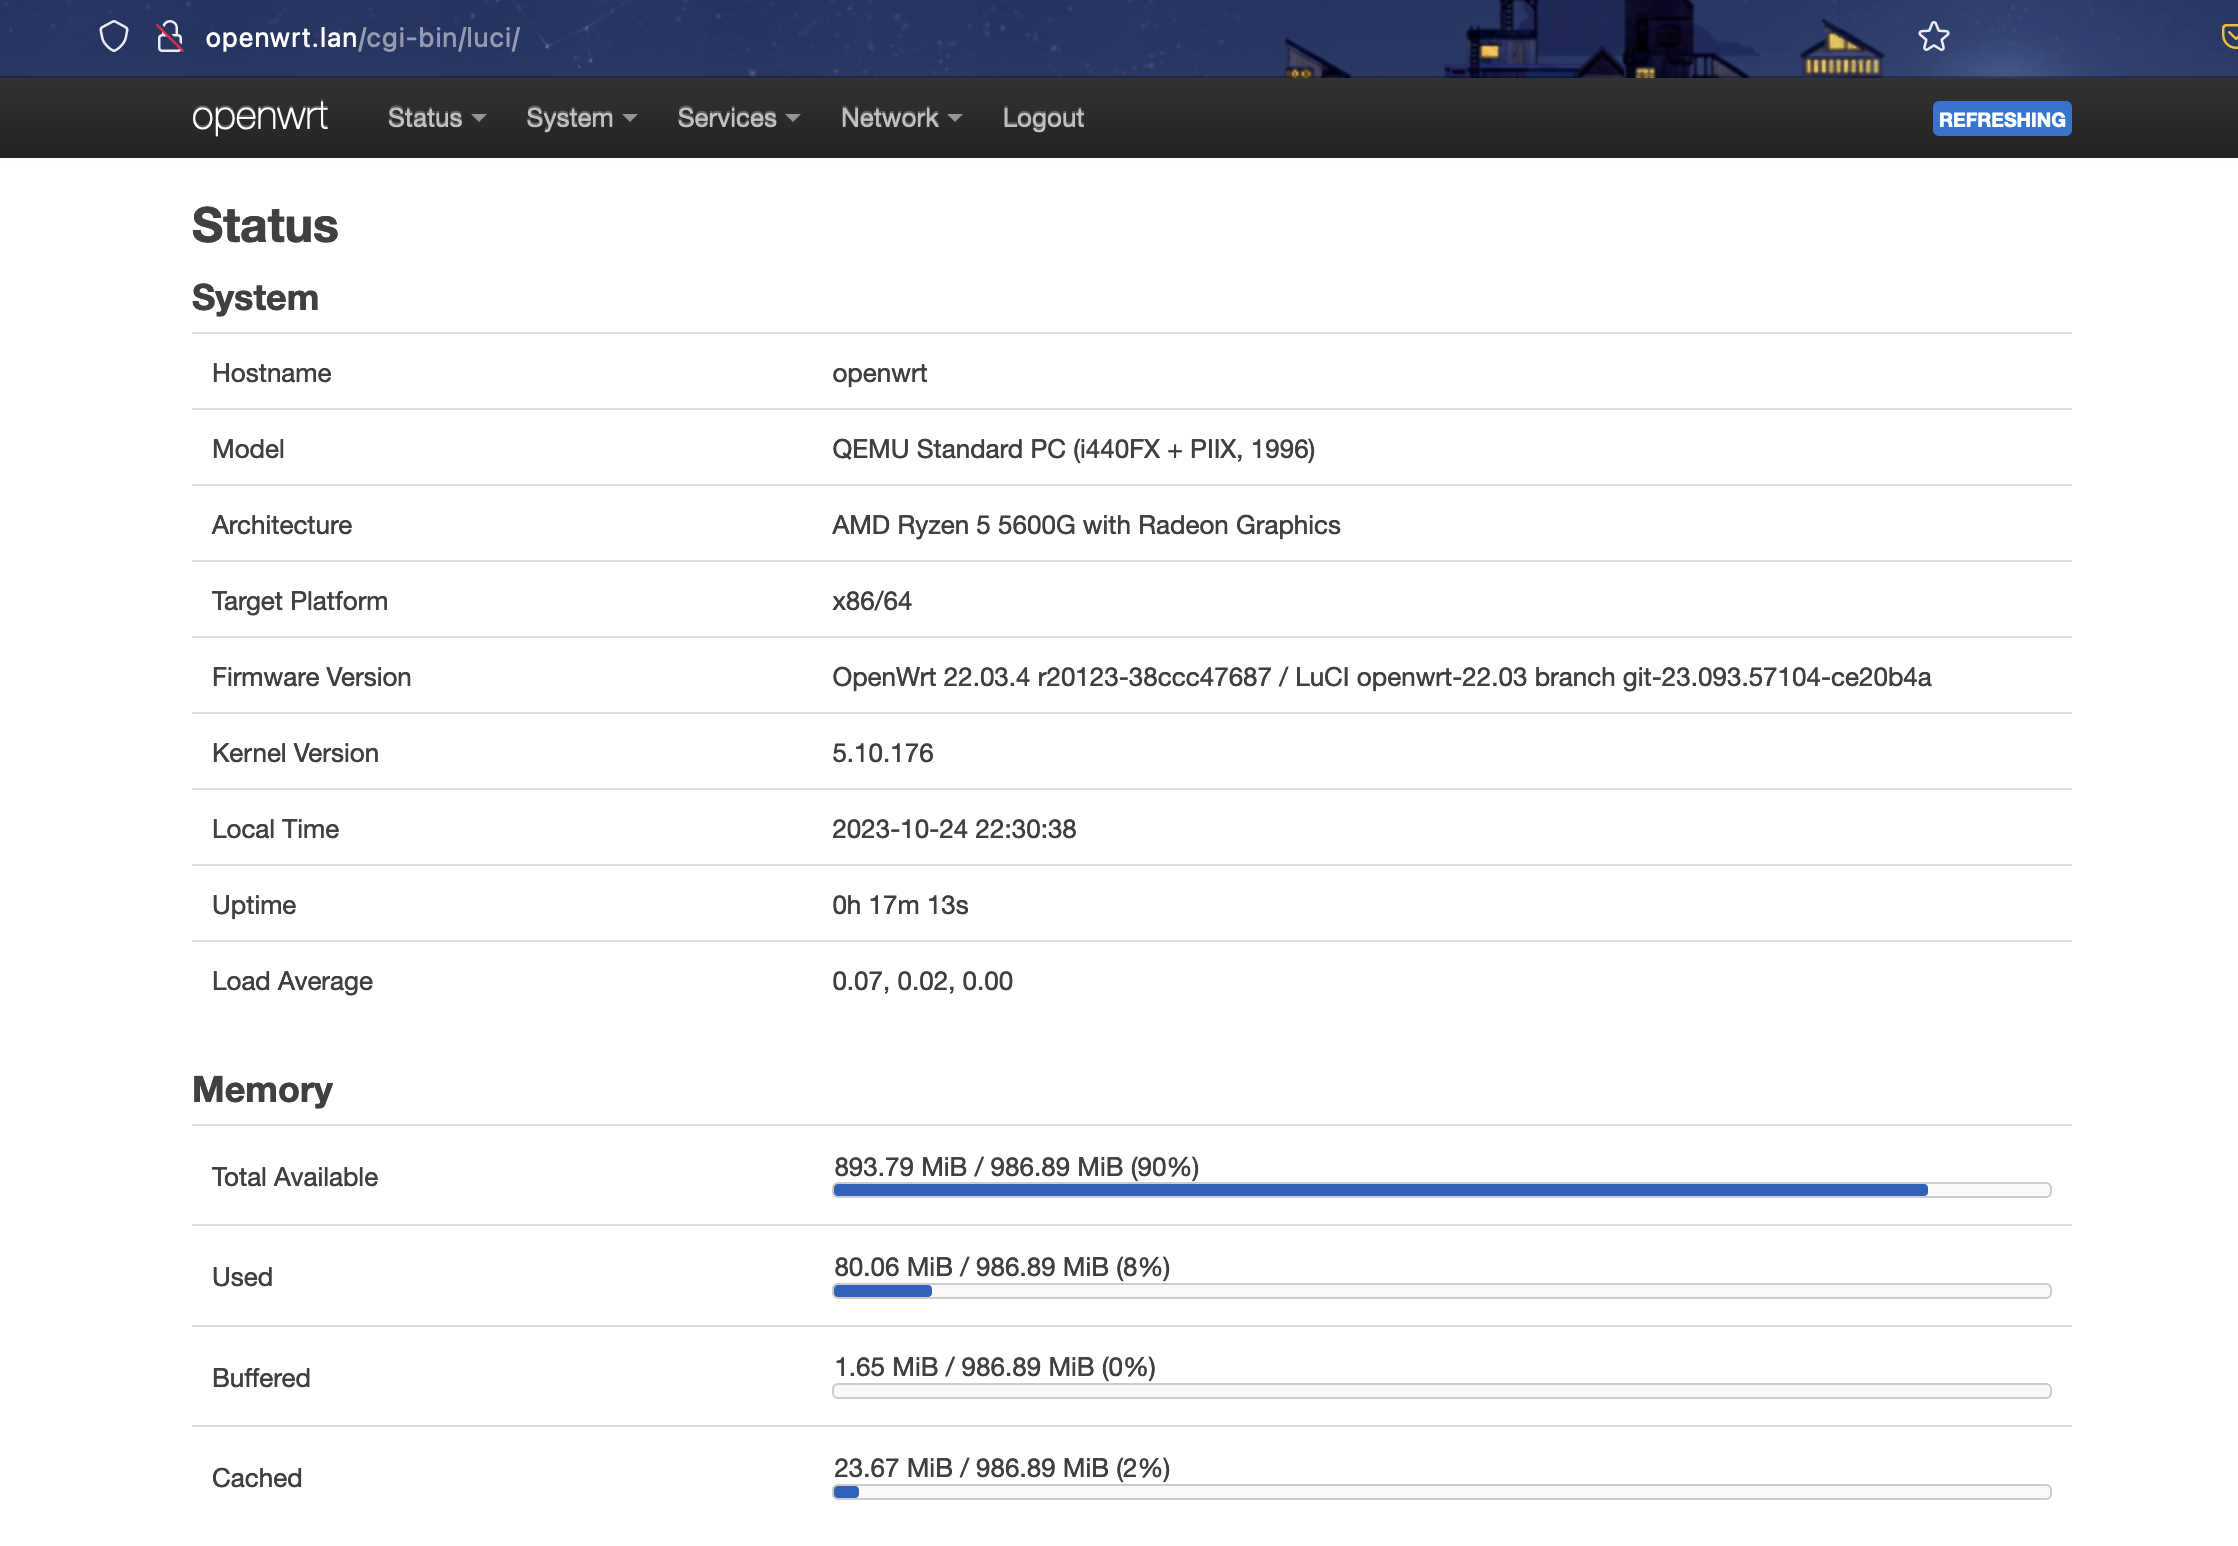 openwrt.lan/cgi-bin/luci/
openwrt Status System Services Network Logout REFRESHING
Status
System
Hostname openwrt
Model QEMU Standard PC (i440FX + PIIX, 1996)
Architecture AMD Ryzen 5 5600G with Radeon Graphics
Target Platform x86/64
Firmware Version OpenWrt 22.03.4 r20123-38ccc47687 / LuCI openwrt-22.03 branch git-23.093.57104-ce20b4a
Kernel Version 5.10.176
Local Time 2023-10-24 22:30:38
Uptime 0h 17m 13s
Load Average 0.07, 0.02, 0.00
Memory
Total Available 893.79 MiB / 986.89 MiB (90%)
Used 80.06 MiB / 986.89 MiB (8%)
Buffered 1.65 MiB / 986.89 MiB (0%)
Cached 23.67 MiB / 986.89 MiB (2%)